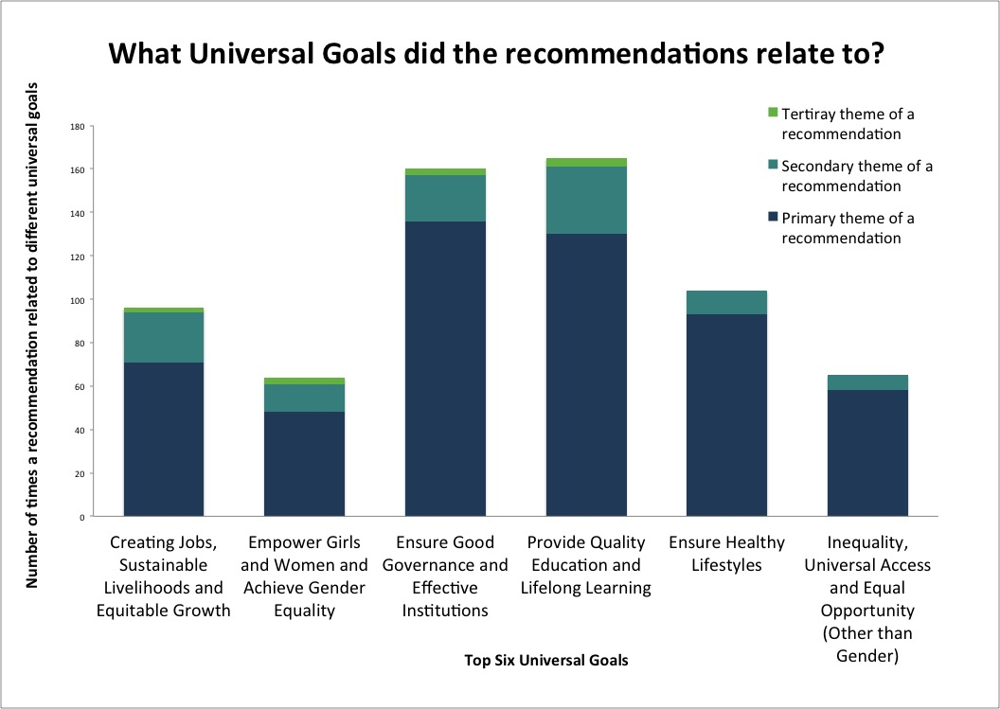 What Universal Goals did the recommendations relate to?
Number of times a recommendation related to different universal goals
180
160
140
120
100
80
60
40
20
0
Tertiray theme of a
recommendation
Secondary theme of a
recommendation
Primary theme of a
recommendation
Creating Jobs,
Sustainable
Livelihoods and
Equitable Growth
Empower Girls
and Women and
Achieve Gender
Equality
Ensure Good
Governance and
Effective
Institutions
Provide Quality
Education and
Lifelong Learning
Ensure Healthy
Lifestyles
Inequality,
Universal Access
and Equal
Opportunity
(Other than
Gender)
Top Six Universal Goals